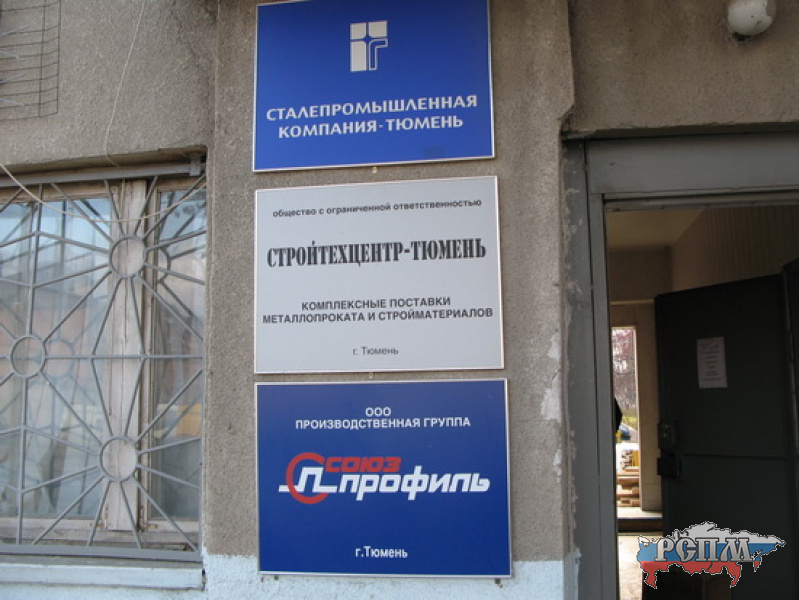 СТАЛЕПРОМЫШЛЕННАЯ
КОМПАНИЯ-ТЮМЕНЬ
общество с ограниченной ответственностью
СТРОЙТЕХЦЕНТР-ТЮМЕНЬ
КОМПЛЕКСНЫЕ ПОСТАВКИ
МЕТАЛЛОПРОКАТА И СТРОЙМАТЕРИАЛОВ
г. Тюмень
ООО
ПРОИЗВОДСТВЕННАЯ ГРУППА
СОЮЗ
профиль
г.Тюмень
РСПМ